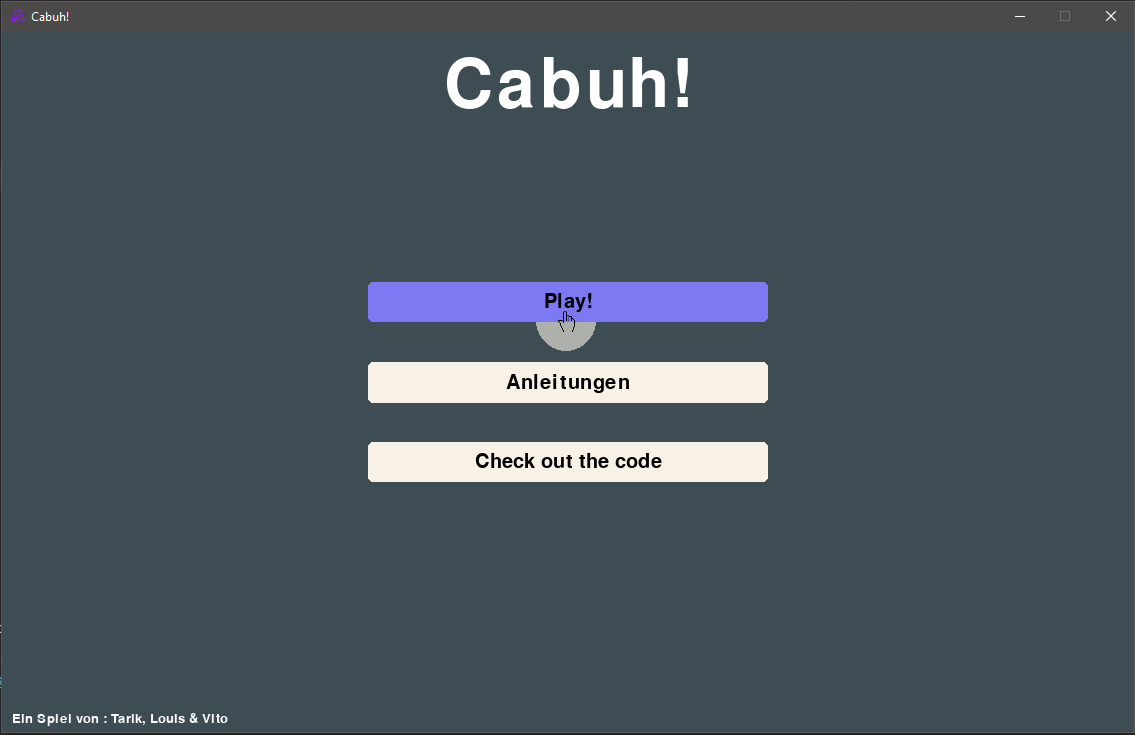 Cabuh!
Cabuh!
Play!
Anleitungen
Check out the code
Ein Spiel von : Tarik, Louis & Vito